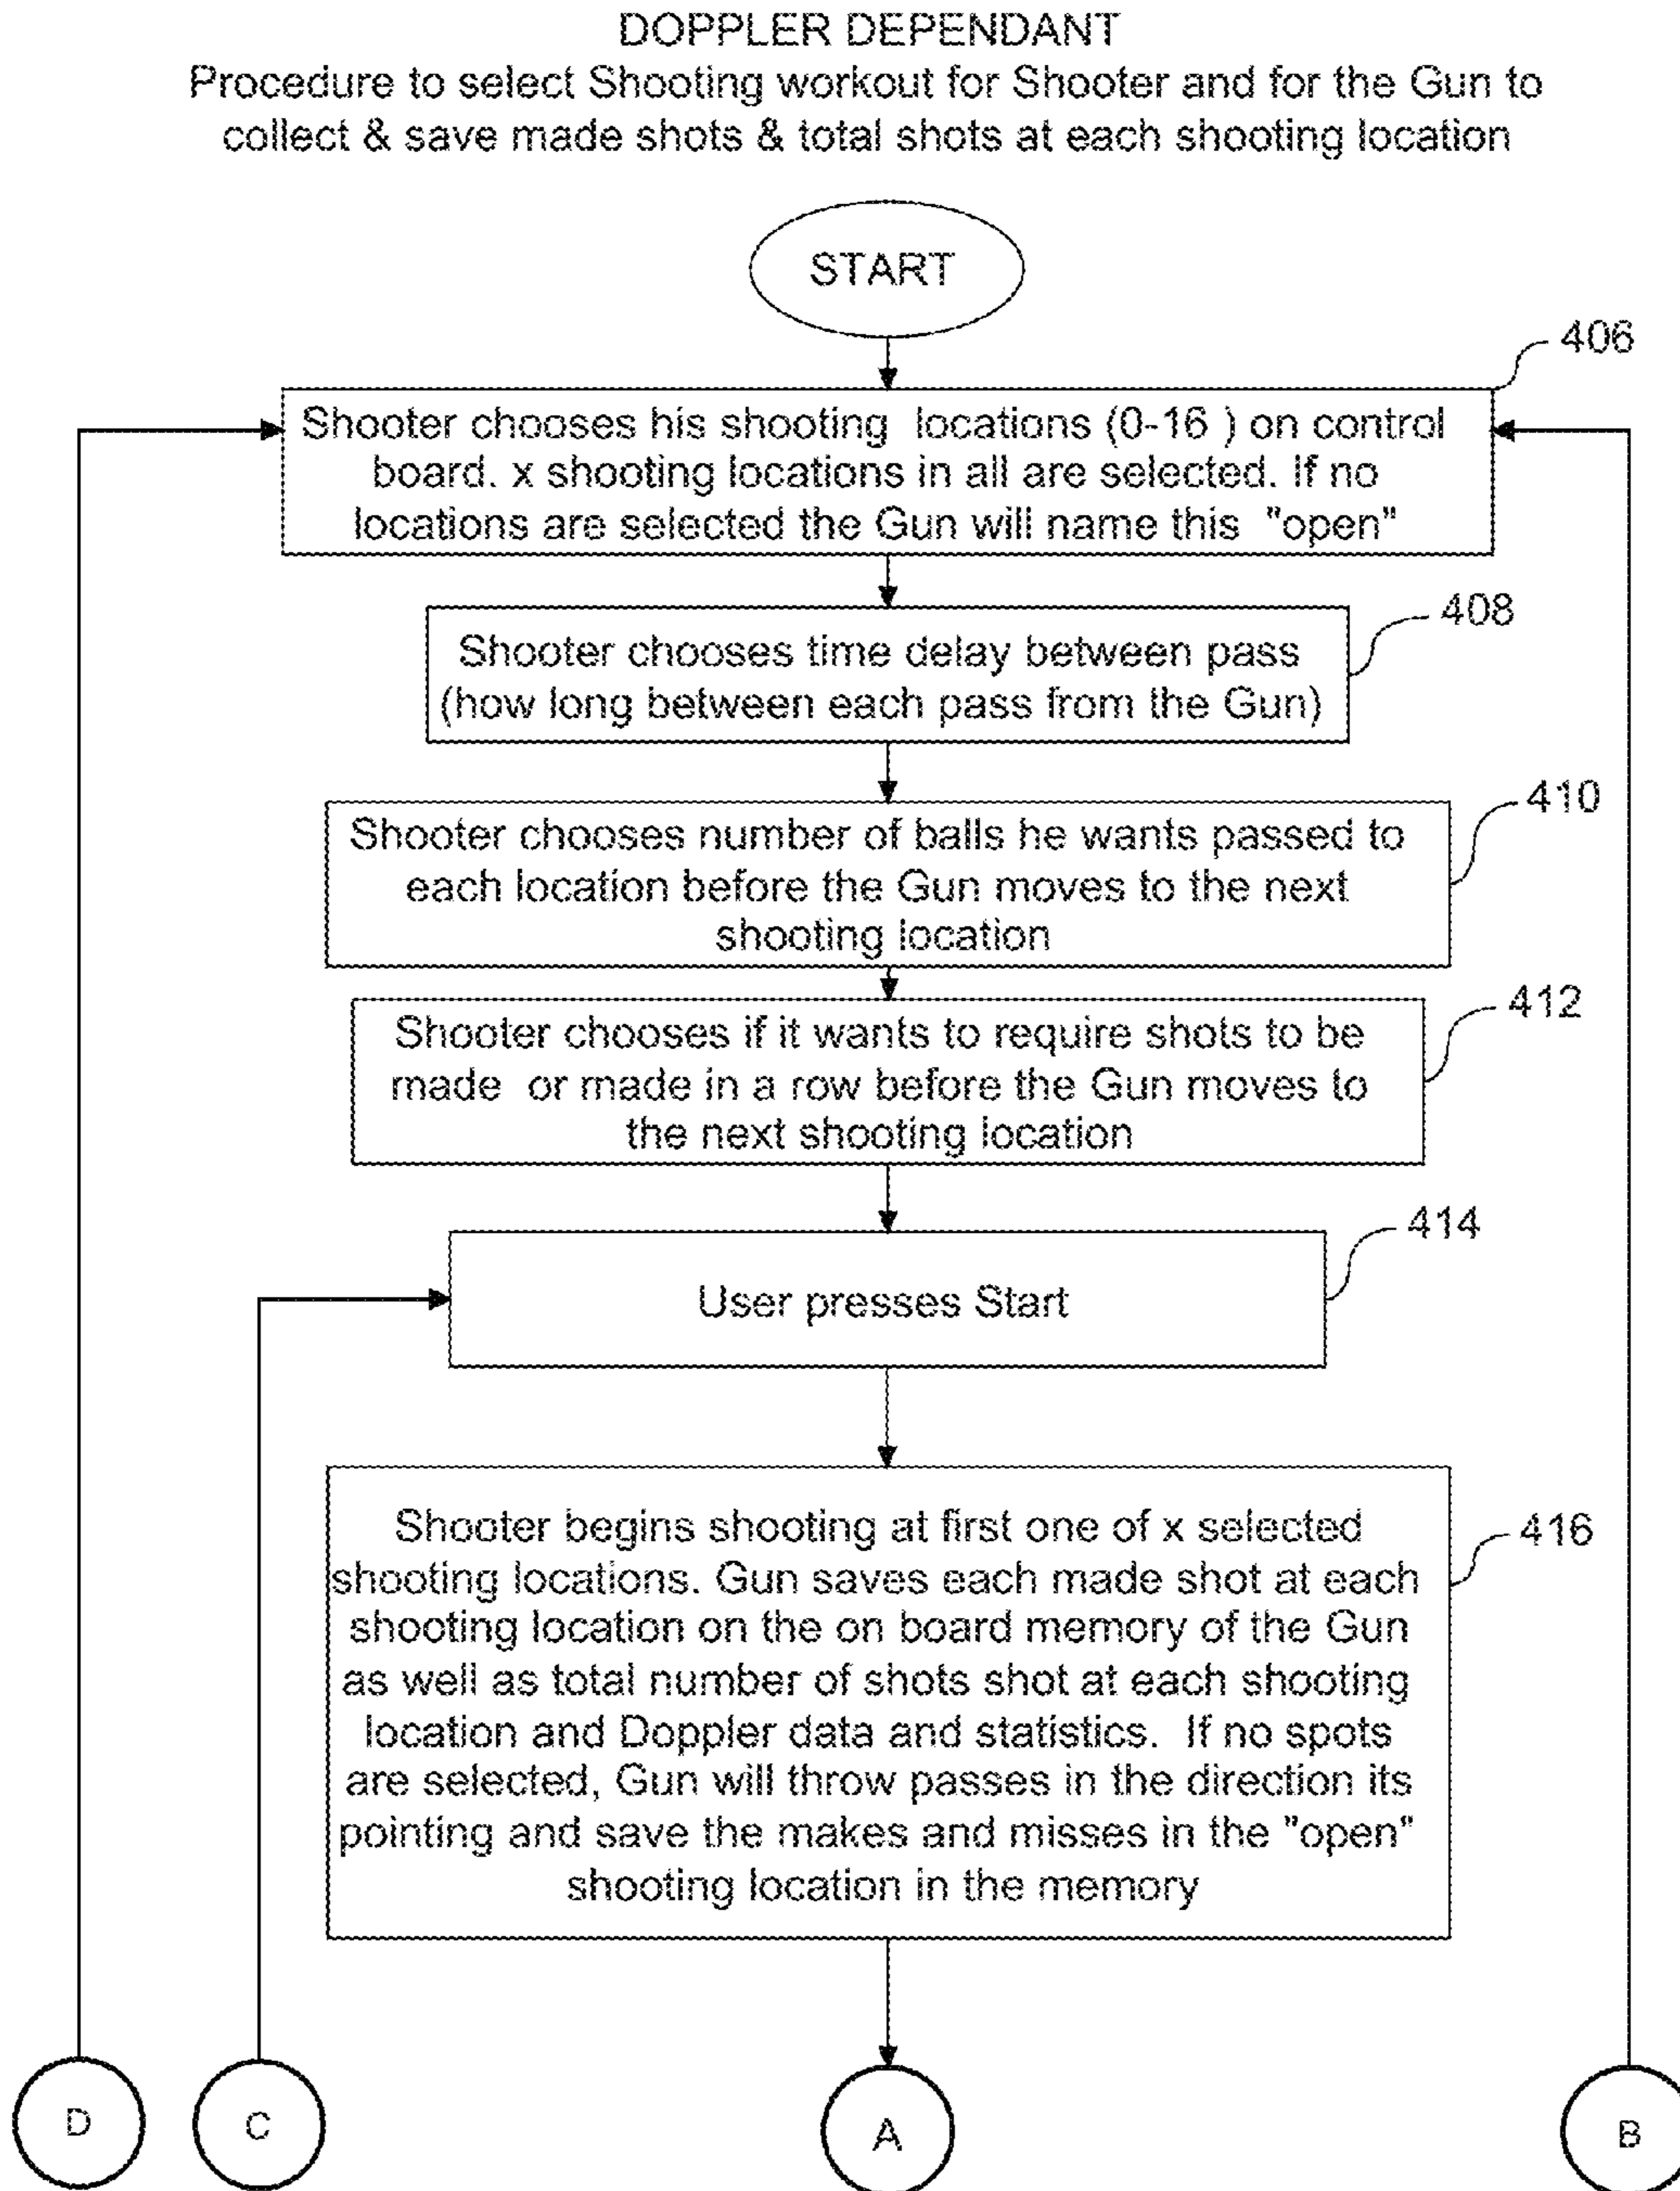 DOPPLER DEPENDANT
Procedure to select Shooting workout for Shooter and for the Gun to
collect & save made shots & total shots at each shooting location
START
406
Shooter chooses his shooting locations (0-16 ) on control
board. x shooting locations in all are selected. If no
locations are selected the Gun will name this "open"
408
Shooter chooses time delay between pass
(how long between each pass from the Gun)
410
Shooter chooses number of balls he wants passed to
each location before the Gun moves to the next
shooting location
412
Shooter chooses if it wants to require shots to be
made or made in a row before the Gun moves to
the next shooting location
414
User presses Start
416
Shooter begins shooting at first one of x selected
shooting locations. Gun saves each made shot at each
shooting location on the on board memory of the Gun
as well as total number of shots shot at each shooting
location and Doppler data and statistics. If no spots
are selected, Gun will throw passes in the direction its
pointing and save the makes and misses in the "open"
shooting location in the memory
D
C
A
B